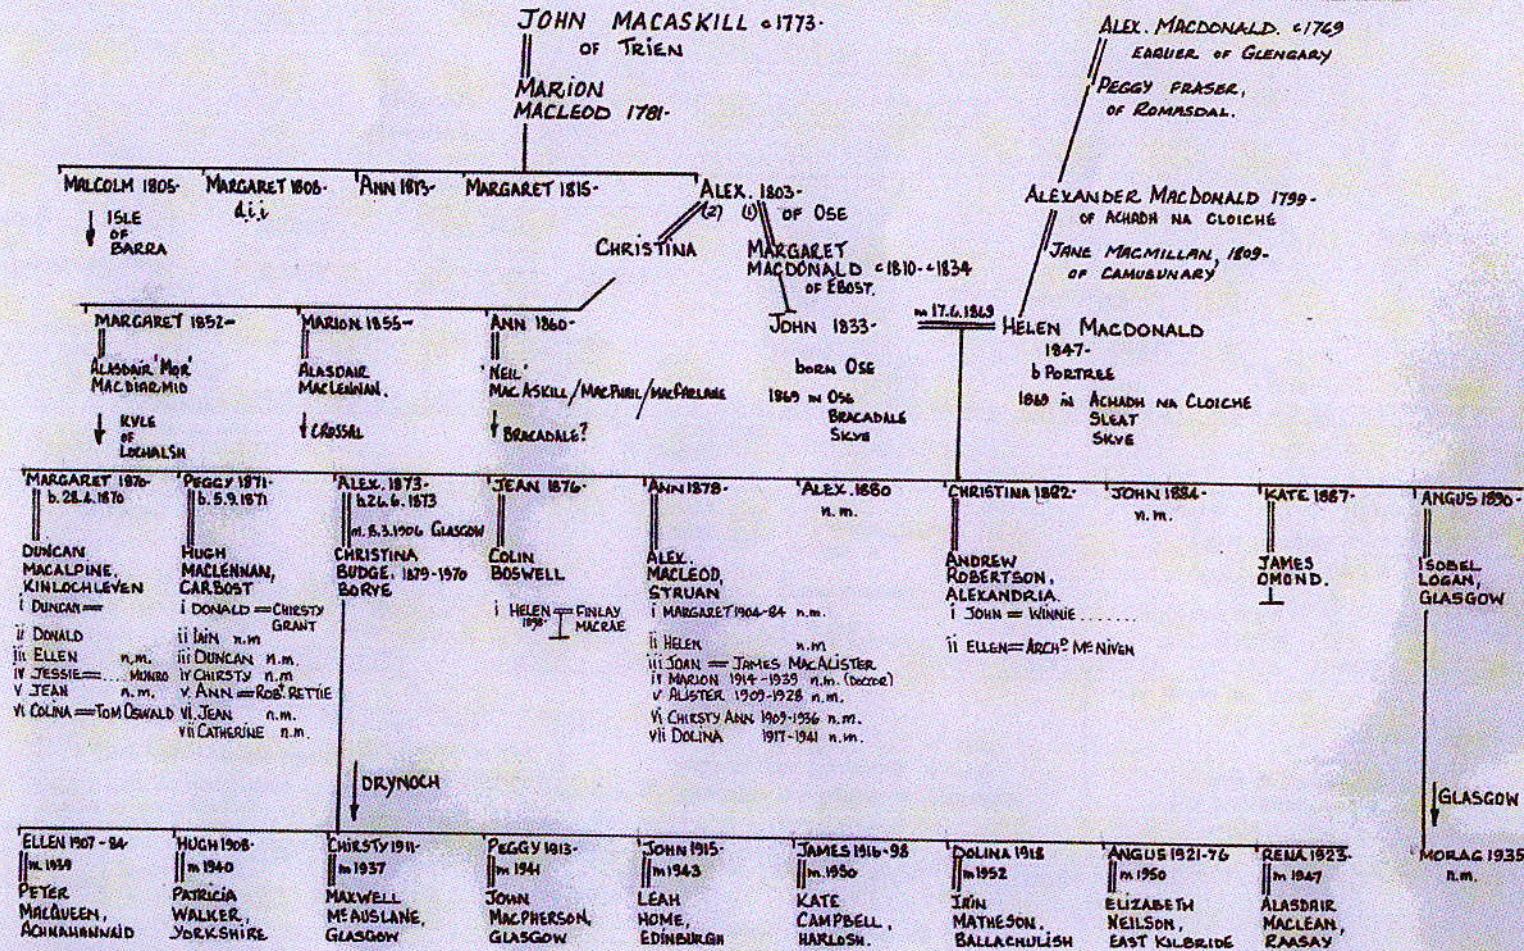 JOHN MACASKILL c1773-
OF TRIEN
MARION
MACLEOD 1781-
ALEX. MACDONALD. c1769
EARLIER OF GLENGARY
PEGGY FRASER,
OF ROMASDAL.
MALCOLM 1805-
↓ ISLE
OF
BARRA
MARGARET 1808-
d.i.i
ANN 1813-
MARGARET 1815-
ALEX. 1803-
(2) (1) OF OSE
CHRISTINA
MARGARET
MACDONALD c1810-c1834
OF EBOST.
ALEXANDER MACDONALD 1799-
OF ACHADH NA CLOICHE
JANE MACMILLAN, 1809-
OF CAMUSUNARY
MARGARET 1852-
ALASDAIR 'MOR'
MACDIARMID
↓ KYLE
OF
LOCHALSH
MARION 1855-
ALASDAIR
MACLENNAN.
↓ CROSSAL
ANN 1860-
'NEIL'
MACASKILL/MACPHAIL/MACFARLANE
↓ BRACADALE?
JOHN 1833-
BORN OSE
1869 IN OSE
BRACADALE
SKYE
m 17.6.1869
HELEN MACDONALD
1847-
b PORTREE
1869 in ACHADH NA CLOICHE
SLEAT
SKYE
MARGARET 1870-
b. 28.4.1870
DUNCAN
MACALPINE,
KINLOCHLEVEN
i DUNCAN=
ii DONALD
iii ELLEN n.m.
iv JESSIE=.... MUNRO
v JEAN n.m.
vi COLINA=TOM OSWALD
PEGGY 1871-
b. 5.9.1871
HUGH
MACLENNAN,
CARBOST
i DONALD=CHIRSTY
GRANT
ii IAIN n.m
iii DUNCAN n.m.
iv CHIRSTY n.m
v. ANN=ROBT. RETTIE
vi. JEAN n.m.
vii CATHERINE n.m.
ALEX. 1873-
b 26.6.1873
m. 8.3.1906 GLASGOW
CHRISTINA
BUDGE. 1879-1970
BORVE
↓ DRYNOCH
JEAN 1876-
COLIN
BOSWELL
i HELEN = FINLAY
1898- MACRAE
ANN 1878-
ALEX.
MACLEOD,
STRUAN
i MARGARET 1904-84 n.m.
ii HELEN n.m
iii JOAN=JAMES MACALISTER
iv MARION 1914-1939 n.m. (DOCTOR)
v ALISTER 1909-1928 n.m.
vi CHIRSTY ANN 1909-1936 n.m.
vii DOLINA 1917-1941 n.m.
ALEX. 1880
n.m.
CHRISTINA 1882-
ANDREW
ROBERTSON,
ALEXANDRIA.
i JOHN = WINNIE.......
ii ELLEN=ARCHD MCNIVEN
JOHN 1884-
n.m.
KATE 1887-
JAMES
OMOND.
ANGUS 1890-
ISOBEL
LOGAN,
GLASGOW
↓ GLASGOW
ELLEN 1907-84
m. 1939
PETER
MACQUEEN,
ACHNAHANNAID
HUGH 1908-
m 1940
PATRICIA
WALKER,
YORKSHIRE
CHIRSTY 1911-
m 1937
MAXWELL
MCAUSLANE,
GLASGOW
PEGGY 1913-
m 1941
JOHN
MACPHERSON,
GLASGOW
JOHN 1915-
m 1943
LEAH
HOME,
EDINBURGH
JAMES 1916-98
m. 1950
KATE
CAMPBELL,
HARLOSH.
DOLINA 1918
m 1952
IAIN
MATHESON.
BALLACHULISH
ANGUS 1921-76
m 1950
ELIZABETH
NEILSON,
EAST KILBRIDE
RENA 1923-
m 1947
ALASDAIR
MACLEAN,
RAASAY
MORAG 1935
n.m.